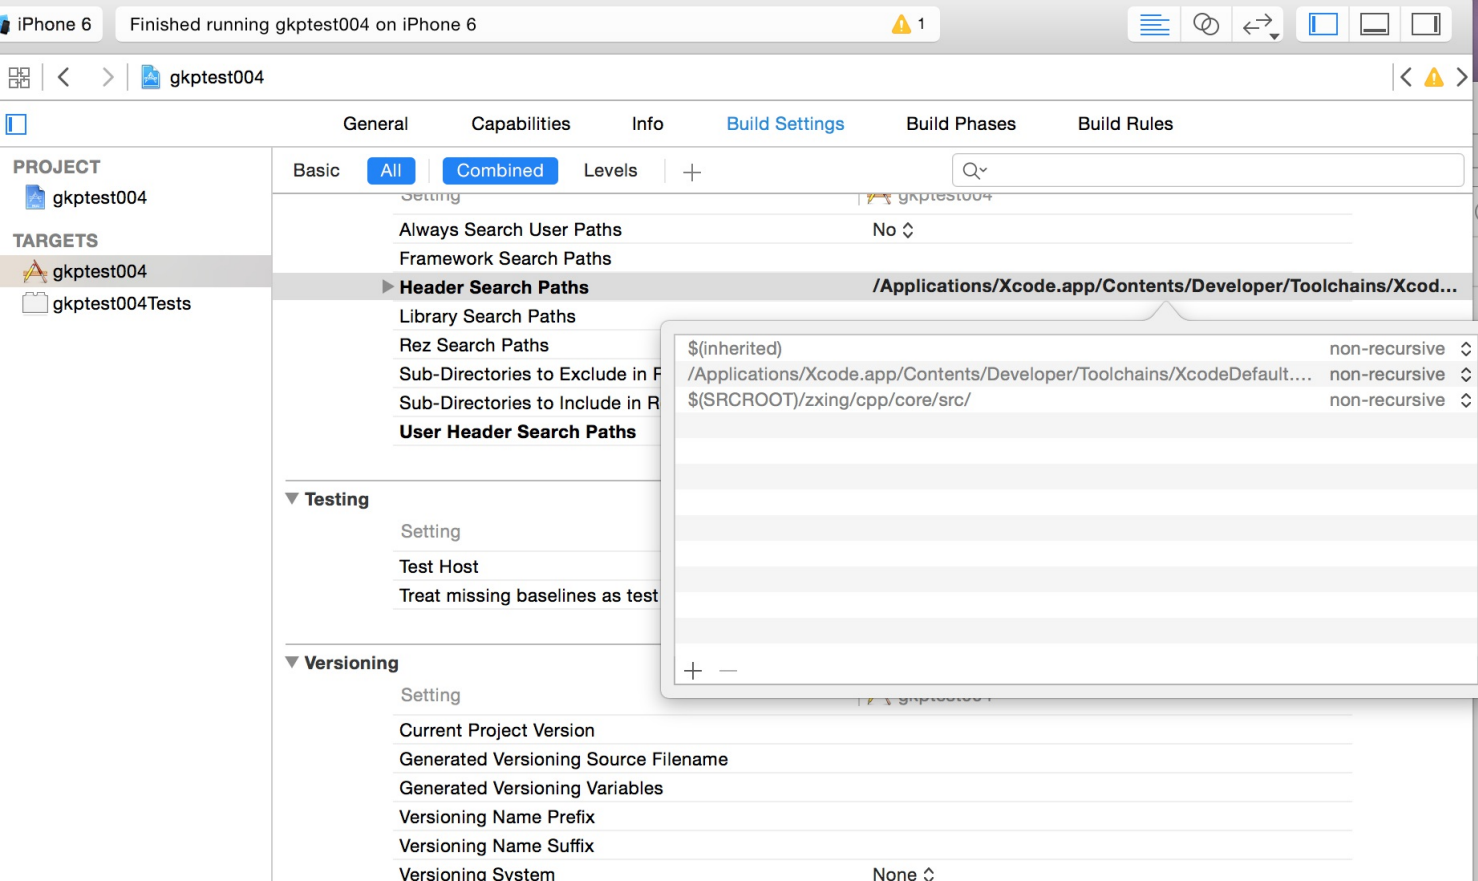 iPhone 6
Finished running gkptest004 on iPhone 6
1
gkptest004
General Capabilities Info Build Settings Build Phases Build Rules
PROJECT
gkptest004
TARGETS
gkptest004
gkptest004Tests
Basic All Combined Levels
Setting gkptest004
Always Search User Paths No
Framework Search Paths
Header Search Paths /Applications/Xcode.app/Contents/Developer/Toolchains/Xcod...
Library Search Paths
Rez Search Paths
Sub-Directories to Exclude in F
Sub-Directories to Include in R
User Header Search Paths
$(inherited) non-recursive
/Applications/Xcode.app/Contents/Developer/Toolchains/XcodeDefault.... non-recursive
$(SRCROOT)/zxing/cpp/core/src/ non-recursive
Testing
Setting
Test Host
Treat missing baselines as test
Versioning
Setting gkptest004
Current Project Version
Generated Versioning Source Filename
Generated Versioning Variables
Versioning Name Prefix
Versioning Name Suffix
Versioning System None